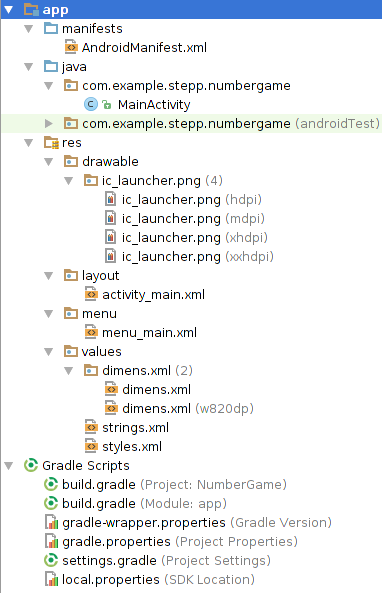 app
manifests
AndroidManifest.xml
java
com.example.stepp.numbergame
MainActivity
com.example.stepp.numbergame (androidTest)
res
drawable
ic_launcher.png (4)
ic_launcher.png (hdpi)
ic_launcher.png (mdpi)
ic_launcher.png (xhdpi)
ic_launcher.png (xxhdpi)
layout
activity_main.xml
menu
menu_main.xml
values
dimens.xml (2)
dimens.xml
dimens.xml (w820dp)
strings.xml
styles.xml
Gradle Scripts
build.gradle (Project: NumberGame)
build.gradle (Module: app)
gradle-wrapper.properties (Gradle Version)
gradle.properties (Project Properties)
settings.gradle (Project Settings)
local.properties (SDK Location)